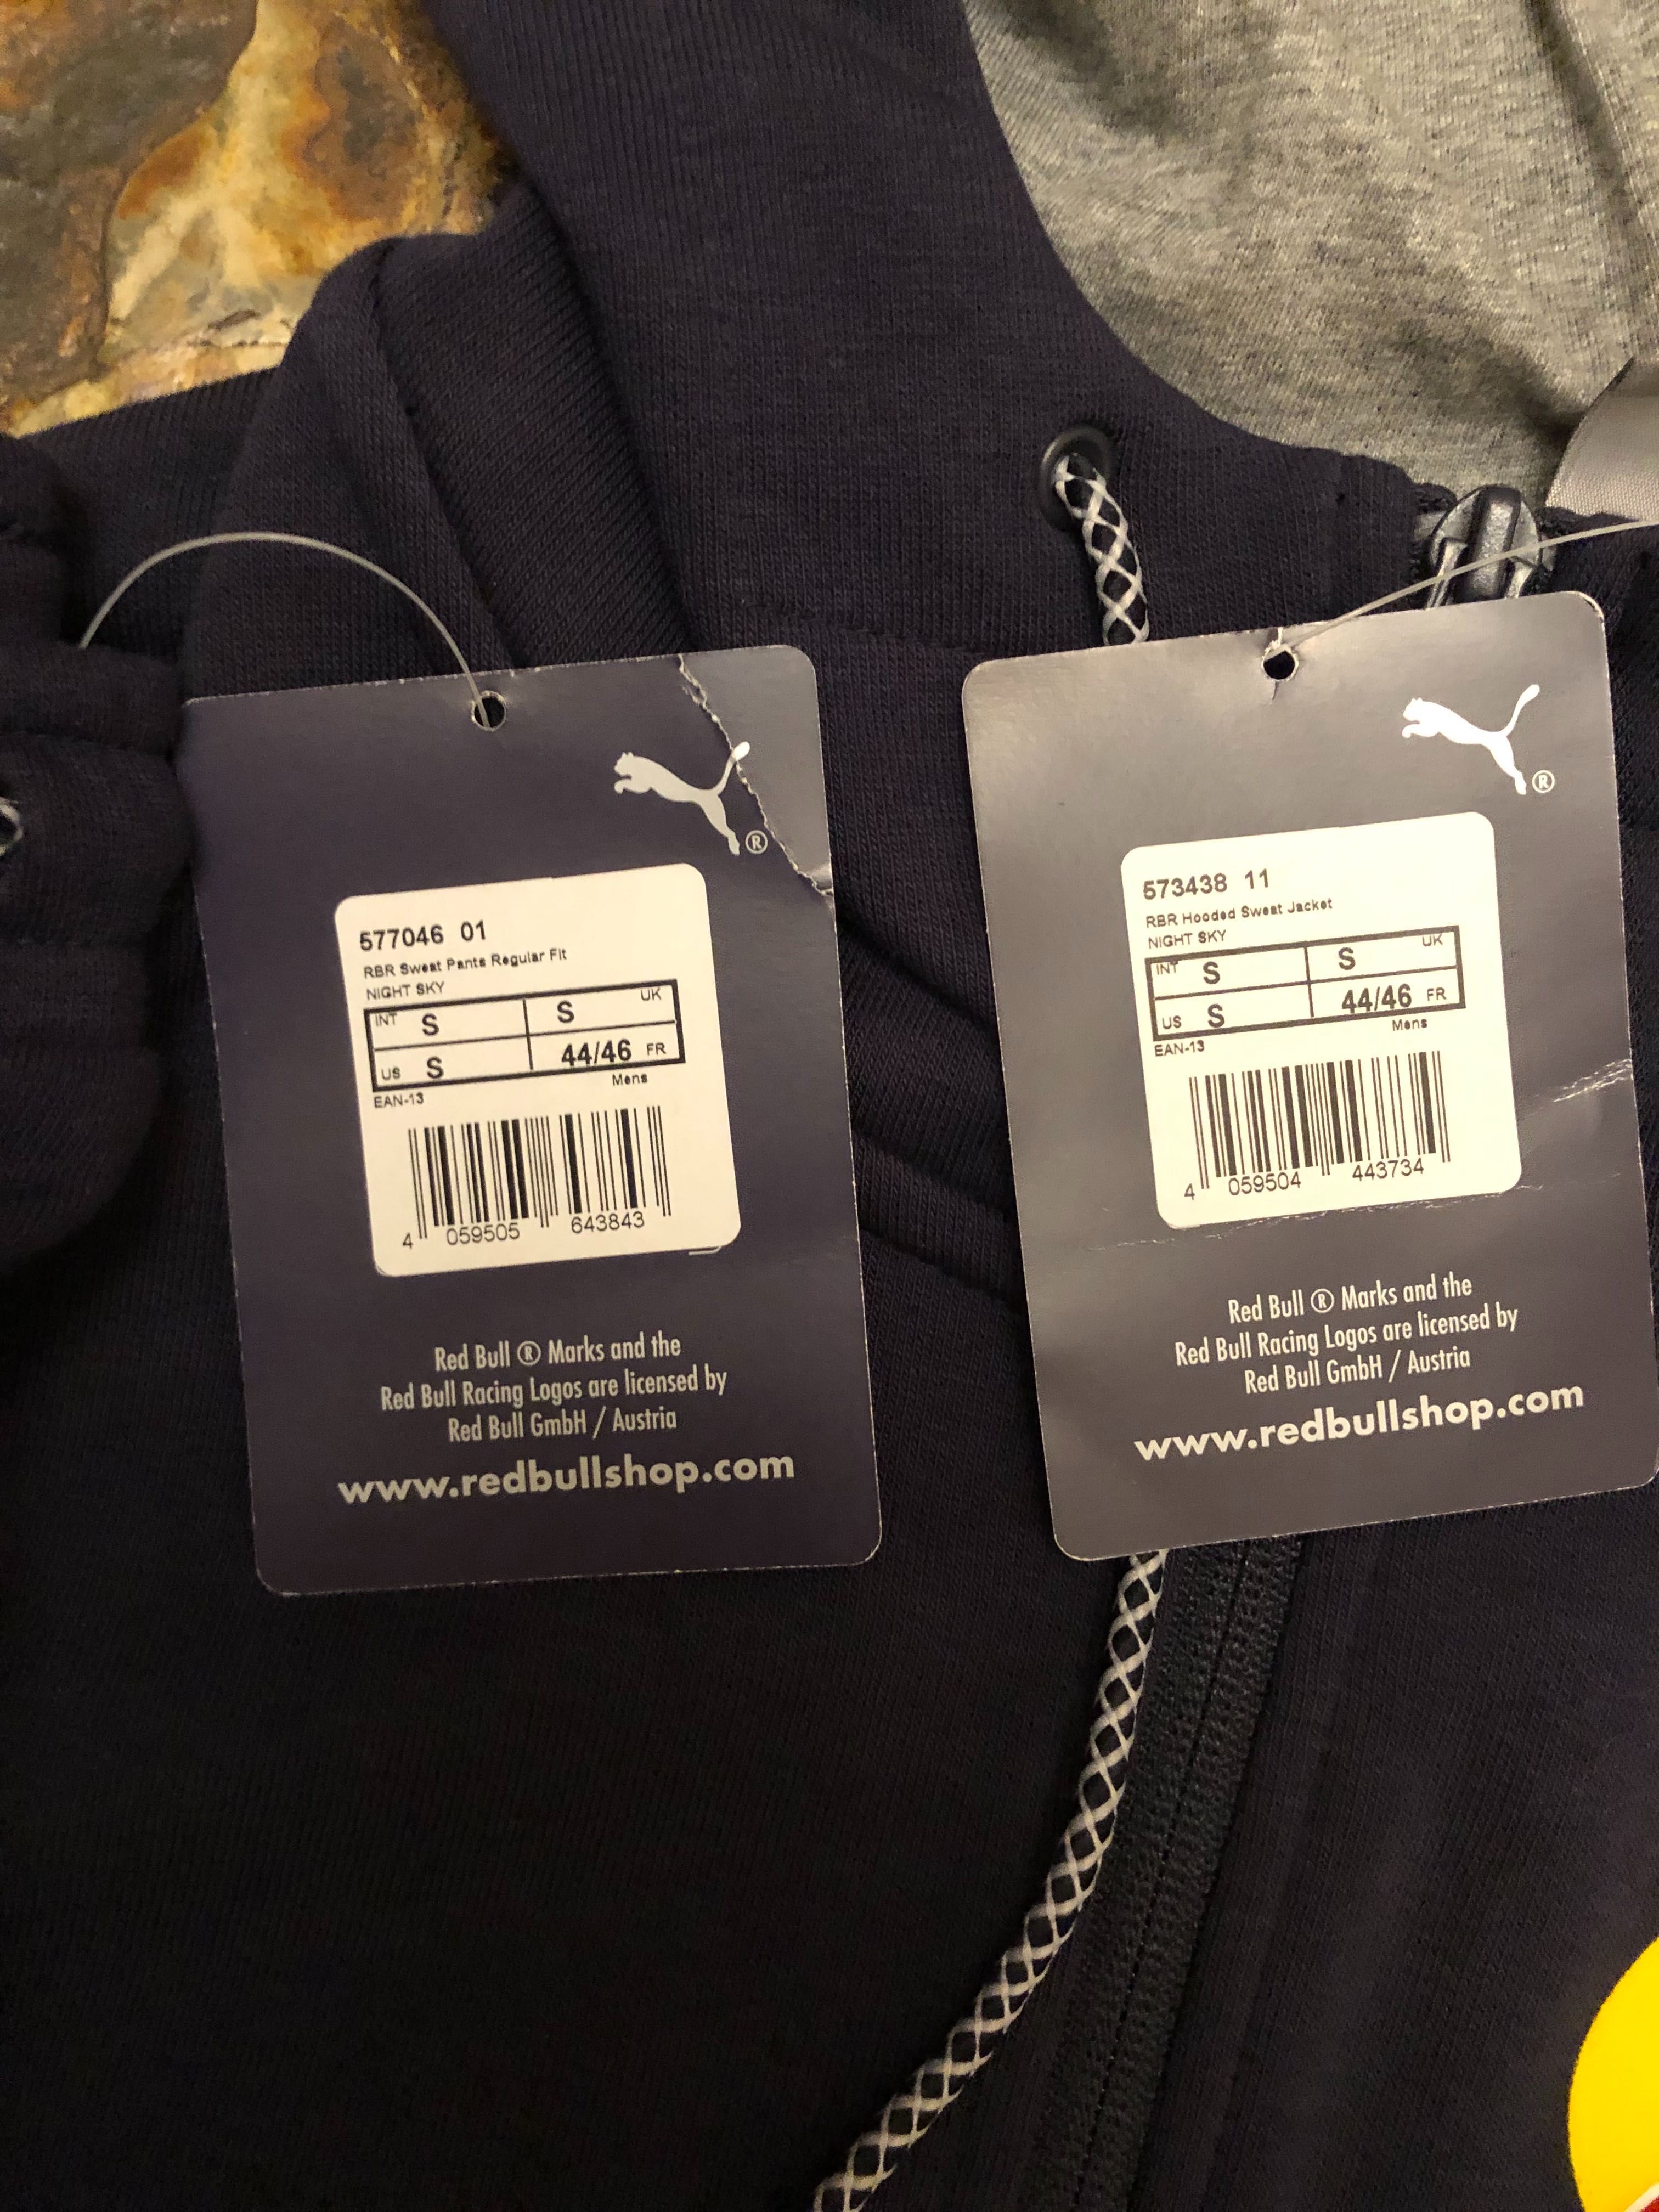 ®
577046 01
RBR Sweat Pants Regular Fit
NIGHT SKY
INT S S UK
US S 44/46 FR
Mens
EAN-13
4 059505 643843
Red Bull ® Marks and the
Red Bull Racing Logos are licensed by
Red Bull GmbH / Austria
www.redbullshop.com
®
573438 11
RBR Hooded Sweat Jacket
NIGHT SKY
INT S S UK
US S 44/46 FR
Mens
EAN-13
4 059504 443734
Red Bull ® Marks and the
Red Bull Racing Logos are licensed by
Red Bull GmbH / Austria
www.redbullshop.com